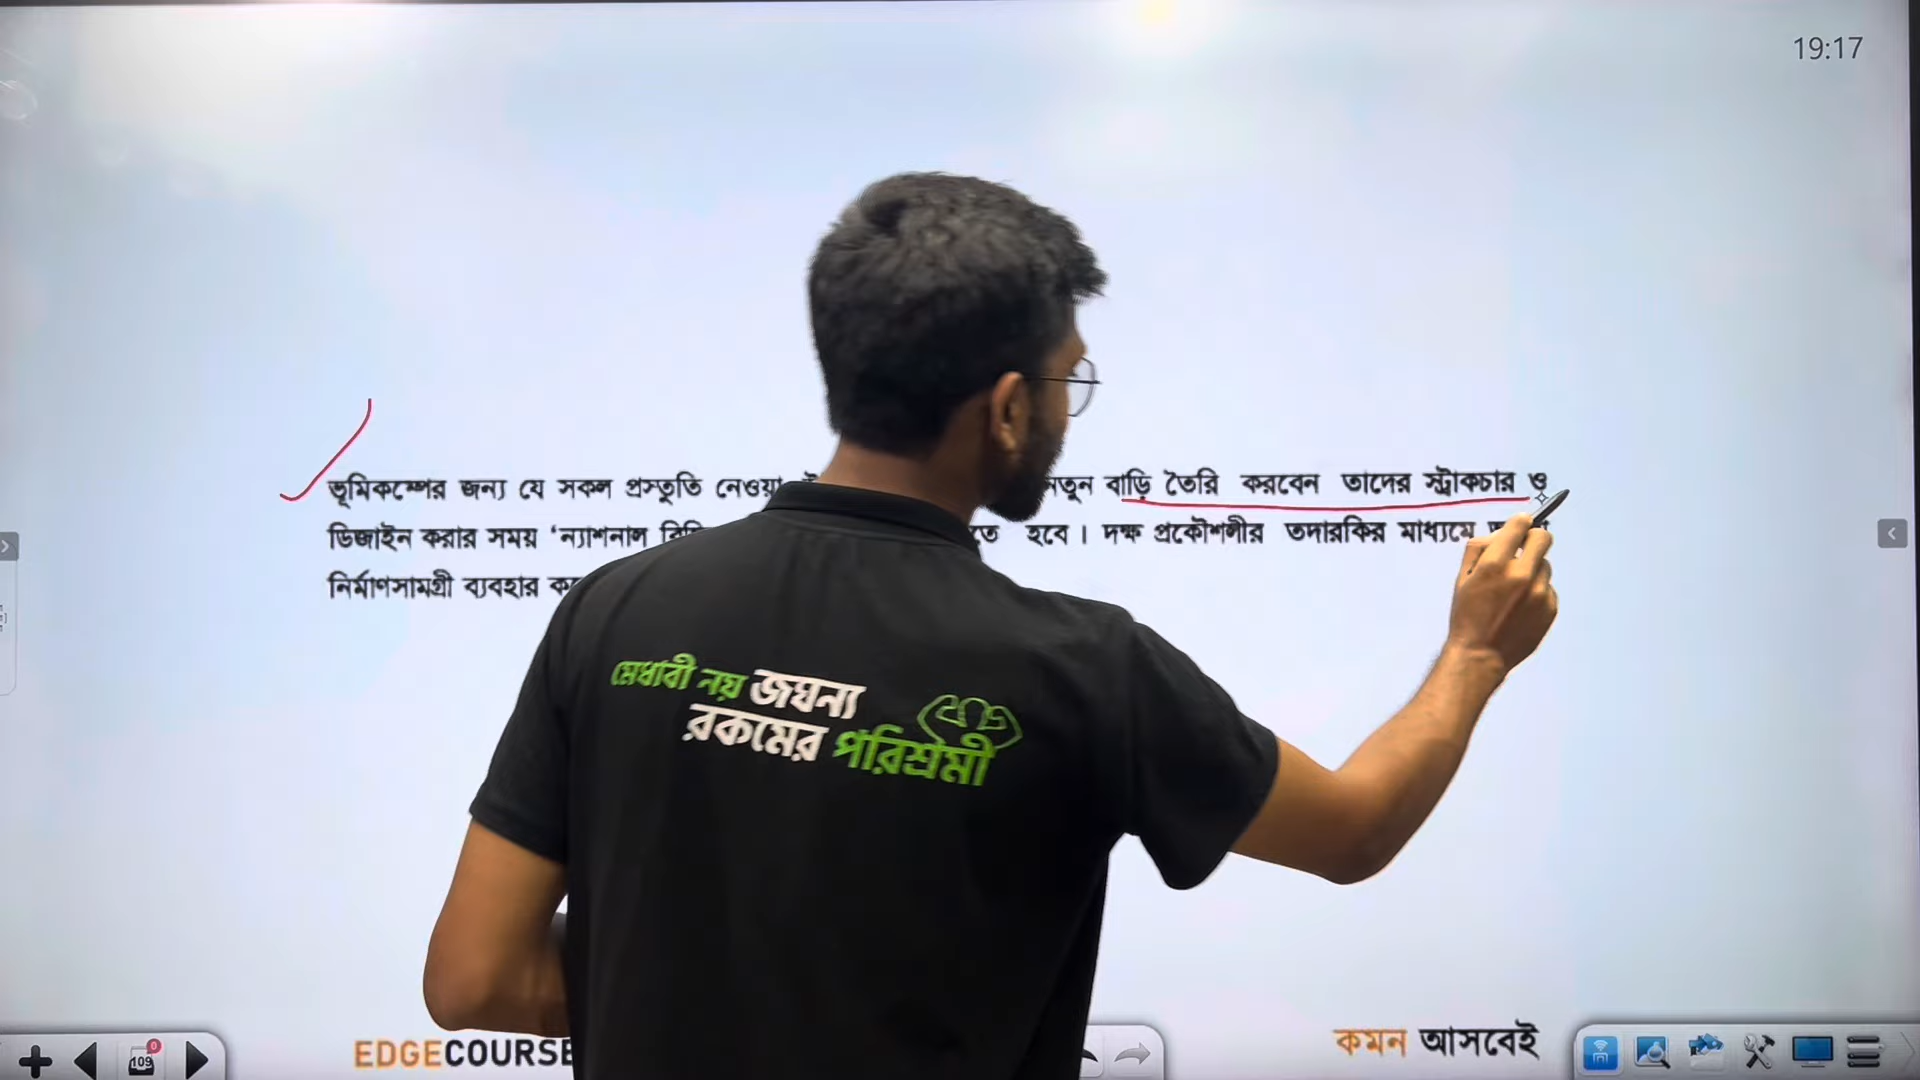 19:17
ভূমিকম্পের জন্য যে সকল প্রস্তুতি নেওয়া নতুন বাড়ি তৈরি করবেন তাদের স্ট্রাকচার ও
ডিজাইন করার সময় ‘ন্যাশনাল হবে। দক্ষ প্রকৌশলীর তদারকির মাধ্যমে
নির্মাণসামগ্রী ব্যবহার
মেধাবী নয় জঘন্য
রকমের পরিশ্রমী
EDGECOURSE
কমন আসবেই
109
0